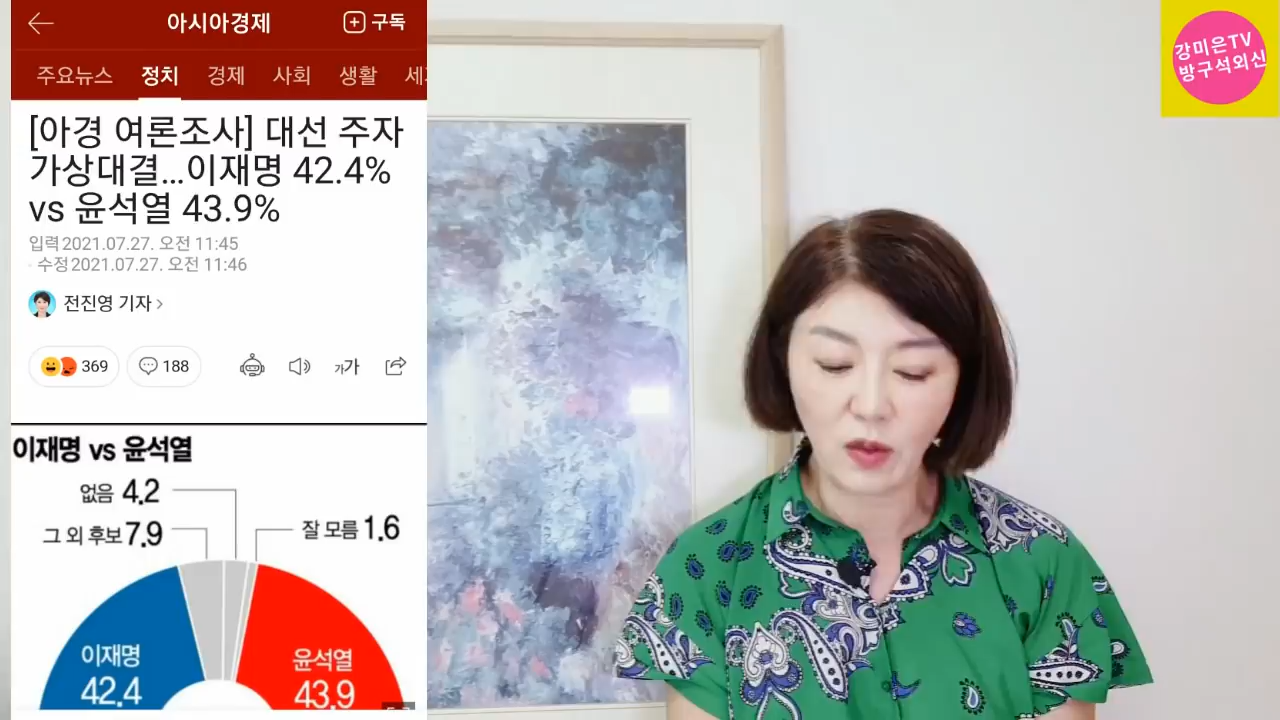 아시아경제
구독
주요뉴스 정치 경제 사회 생활
[아경 여론조사] 대선 주자
가상대결...이재명 42.4%
vs 윤석열 43.9%
입력2021.07.27. 오전 11:45
· 수정2021.07.27. 오전 11:46
전진영 기자
369 188 가가
이재명 vs 윤석열
없음 4.2
그 외 후보 7.9
잘 모름 1.6
이재명
42.4
윤석열
43.9
강미은TV
방구석외신